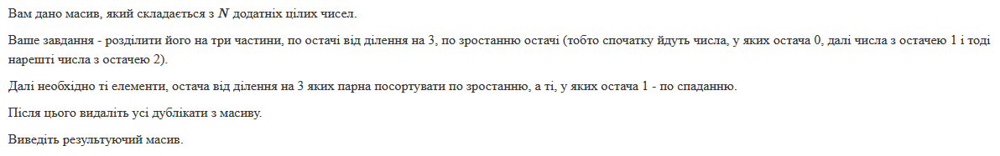 Вам дано масив, який складається з N додатніх цілих чисел.
Ваше завдання - розділити його на три частини, по остачі від ділення на 3, по зростанню остачі (тобто спочатку йдуть числа, у яких остача 0, далі числа з остачею 1 і тоді
нарешті числа з остачею 2).
Далі необхідно ті елементи, остача від ділення на 3 яких парна посортувати по зростанню, а ті, у яких остача 1 - по спаданню.
Після цього видаліть усі дублікати з масиву.
Виведіть результуючий масив.